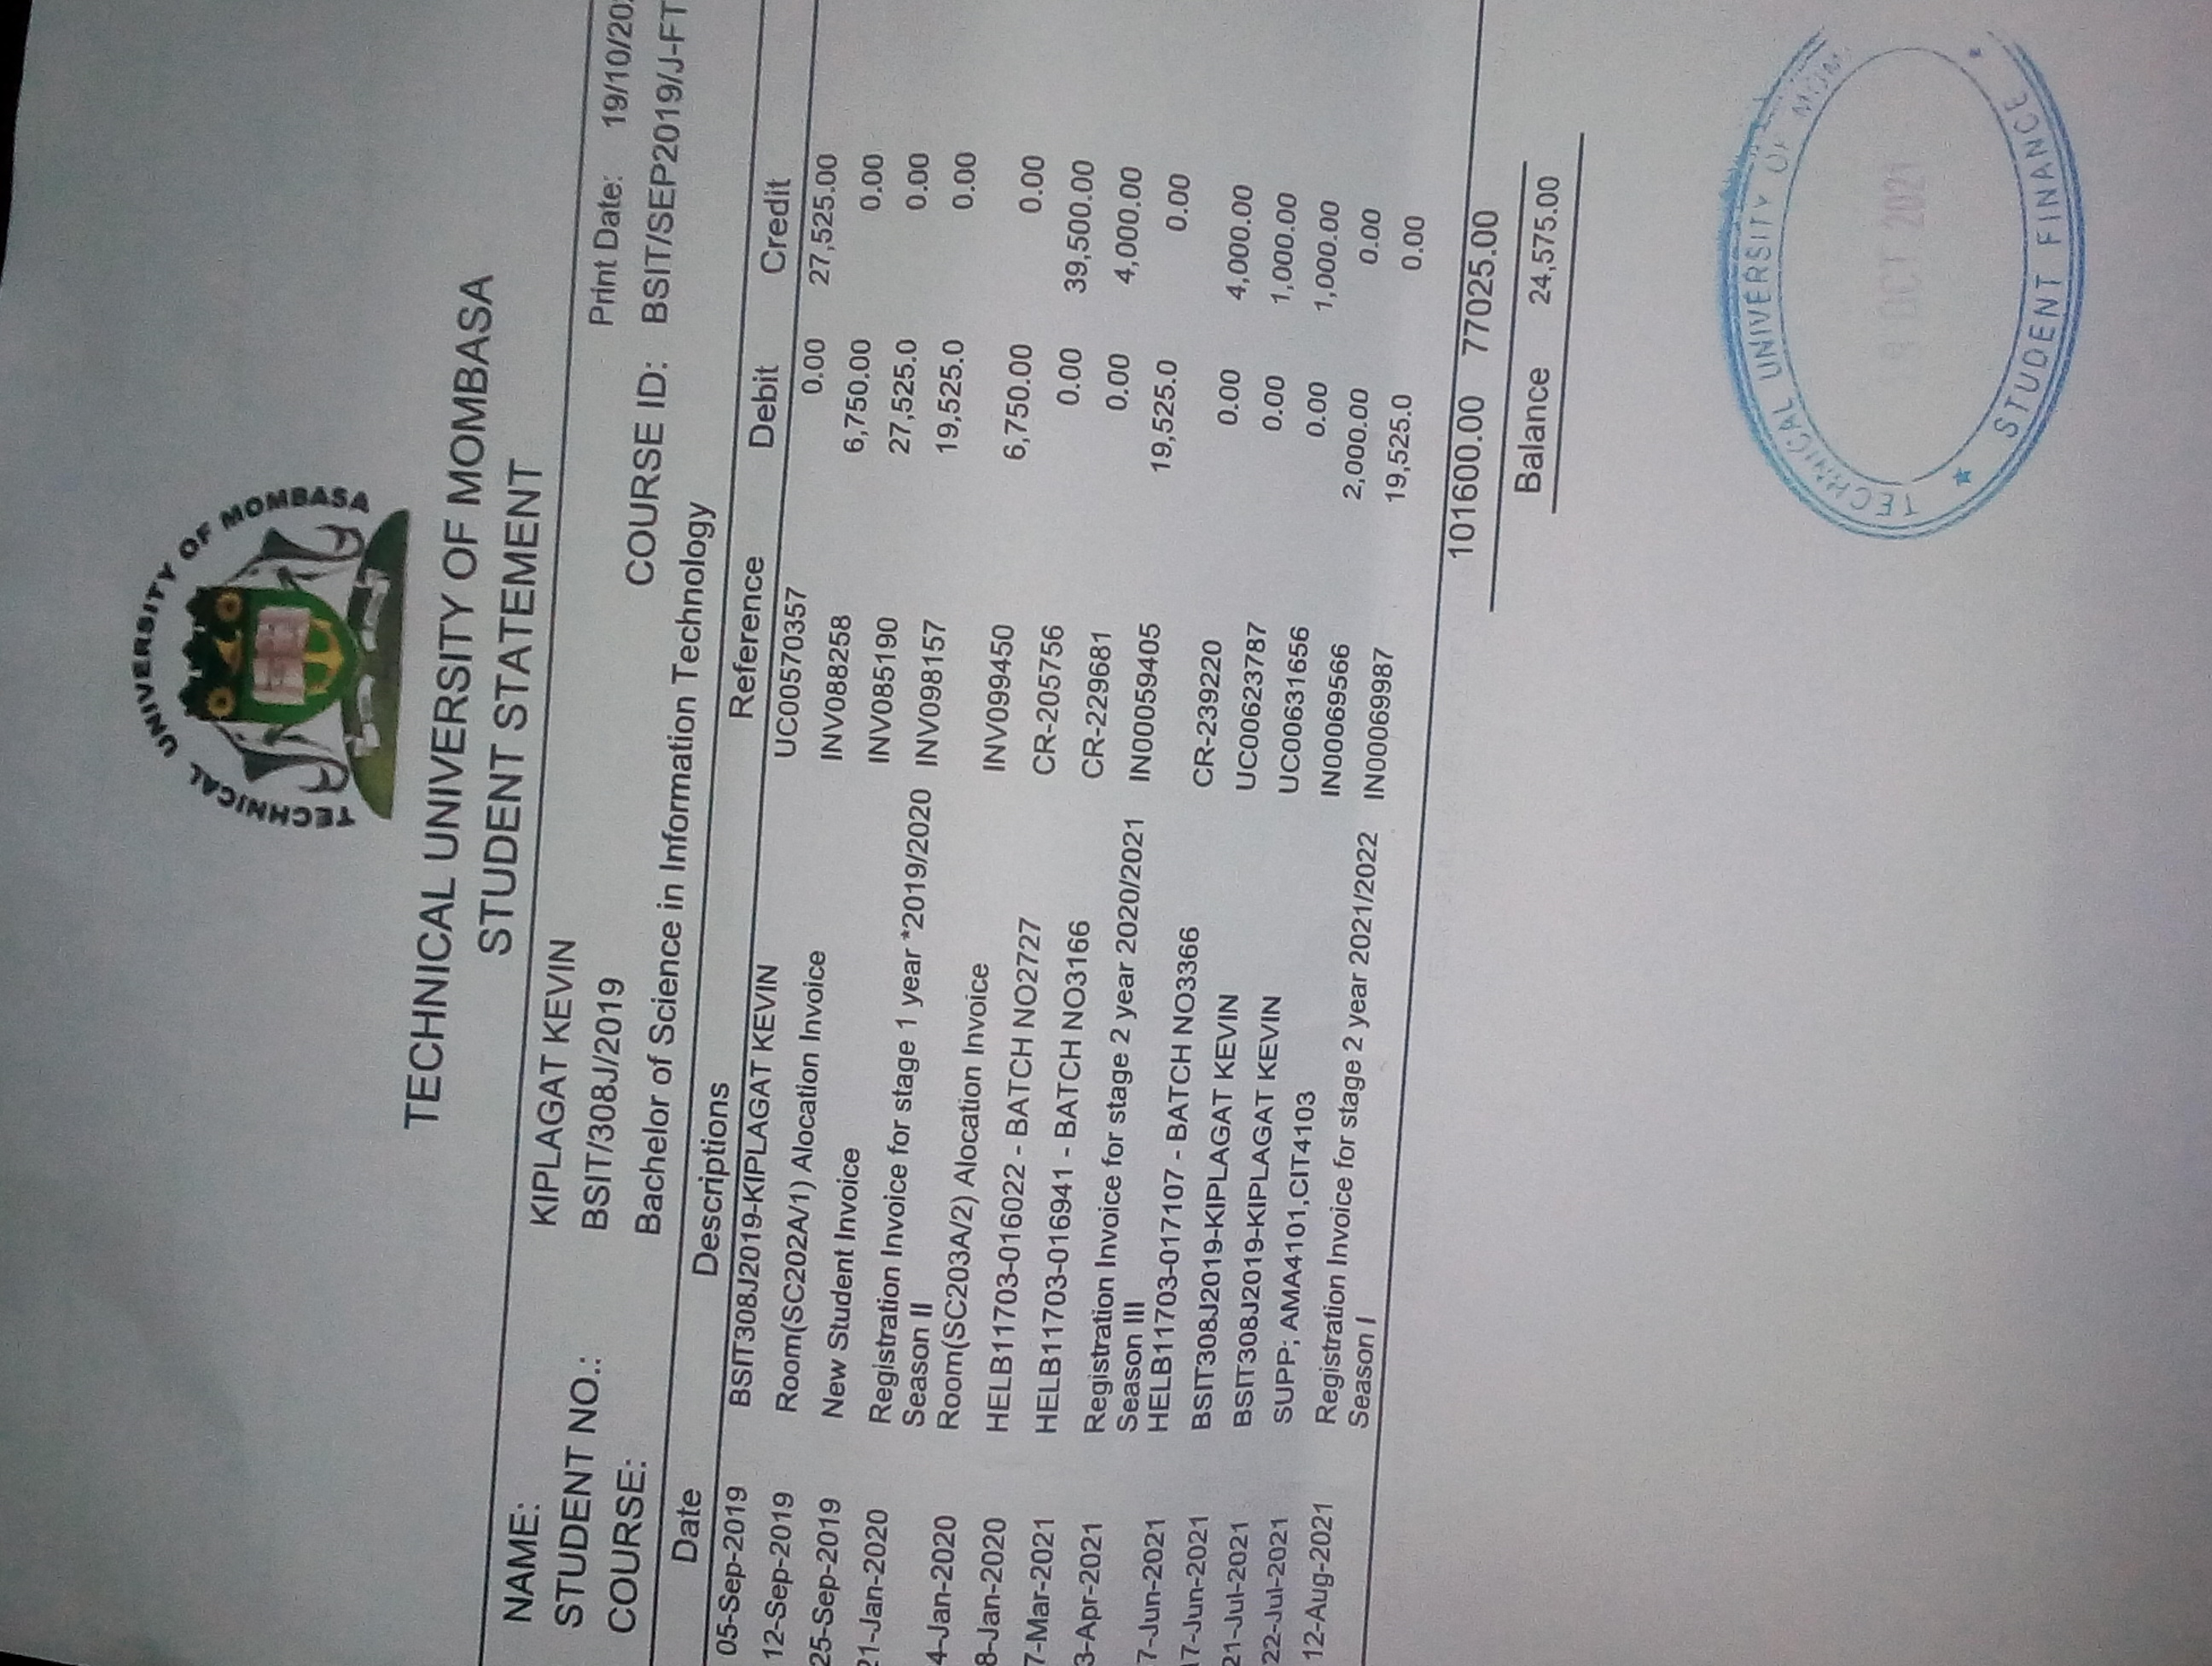 TECHNICAL UNIVERSITY OF MOMBASA
TECHNICAL UNIVERSITY OF MOMBASA
STUDENT STATEMENT
NAME: KIPLAGAT KEVIN
Print Date: 19/10/20
STUDENT NO.: BSIT/308J/2019
COURSE ID: BSIT/SEP2019/J-FT
COURSE: Bachelor of Science in Information Technology
Date Descriptions Reference Debit Credit
05-Sep-2019 BSIT308J2019-KIPLAGAT KEVIN UC00570357 0.00 27,525.00
12-Sep-2019 Room(SC202A/1) Alocation Invoice INV088258 6,750.00 0.00
25-Sep-2019 New Student Invoice INV085190 27,525.0 0.00
21-Jan-2020 Registration Invoice for stage 1 year *2019/2020 INV098157 19,525.0 0.00
Season II
4-Jan-2020 Room(SC203A/2) Alocation Invoice INV099450 6,750.00 0.00
8-Jan-2020 HELB11703-016022 - BATCH NO2727 CR-205756 0.00 39,500.00
7-Mar-2021 HELB11703-016941 - BATCH NO3166 CR-229681 0.00 4,000.00
3-Apr-2021 Registration Invoice for stage 2 year 2020/2021 IN00059405 19,525.0 0.00
Season III
7-Jun-2021 HELB11703-017107 - BATCH NO3366 CR-239220 0.00 4,000.00
17-Jun-2021 BSIT308J2019-KIPLAGAT KEVIN UC00623787 0.00 1,000.00
21-Jul-2021 BSIT308J2019-KIPLAGAT KEVIN UC00631656 0.00 1,000.00
22-Jul-2021 SUPP; AMA4101,CIT4103 IN00069566 2,000.00 0.00
12-Aug-2021 Registration Invoice for stage 2 year 2021/2022 IN00069987 19,525.0 0.00
Season I
101600.00 77025.00
Balance 24,575.00
TECHNICAL UNIVERSITY OF MOM
9 OCT 2021
STUDENT FINANCE